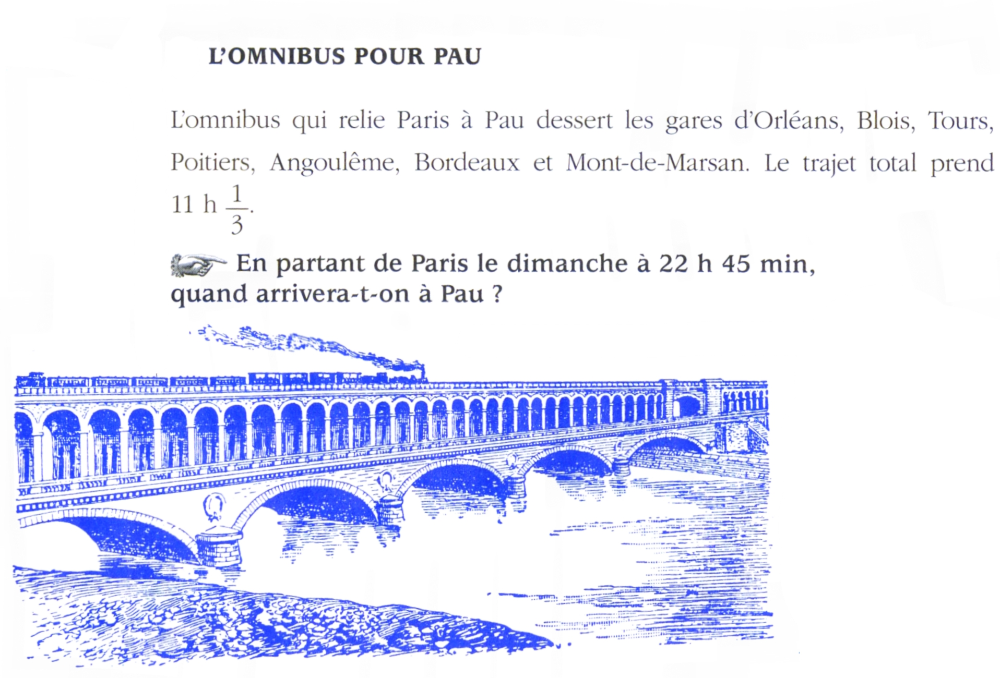 L'OMNIBUS POUR PAU
L'omnibus qui relie Paris à Pau dessert les gares d'Orléans, Blois, Tours,
Poitiers, Angoulême, Bordeaux et Mont-de-Marsan. Le trajet total prend
11 h 1/3.
En partant de Paris le dimanche à 22 h 45 min,
quand arrivera-t-on à Pau ?